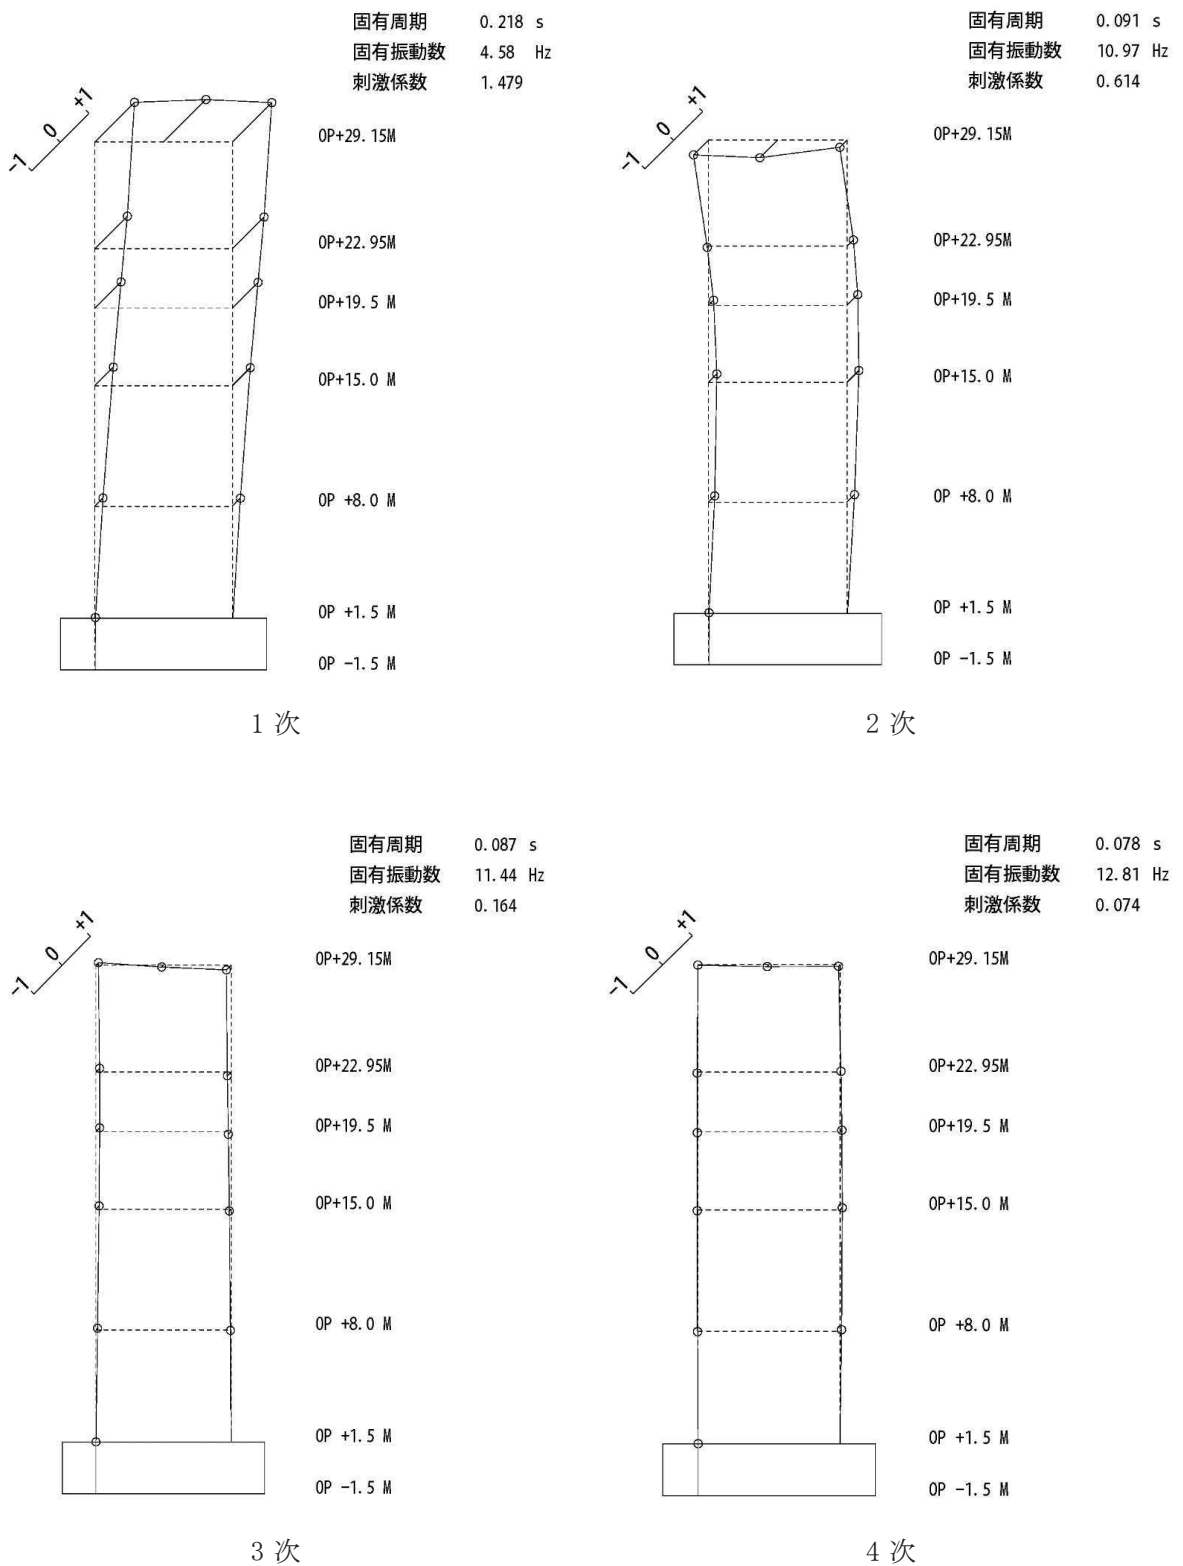 固有周期 0.218 s
固有振動数 4.58 Hz
刺激係数 1.479
+1
0
-1
OP+29.15M
OP+22.95M
OP+19.5 M
OP+15.0 M
OP +8.0 M
OP +1.5 M
OP -1.5 M
1次
固有周期 0.091 s
固有振動数 10.97 Hz
刺激係数 0.614
+1
0
-1
OP+29.15M
OP+22.95M
OP+19.5 M
OP+15.0 M
OP +8.0 M
OP +1.5 M
OP -1.5 M
2次
固有周期 0.087 s
固有振動数 11.44 Hz
刺激係数 0.164
+1
0
-1
OP+29.15M
OP+22.95M
OP+19.5 M
OP+15.0 M
OP +8.0 M
OP +1.5 M
OP -1.5 M
3次
固有周期 0.078 s
固有振動数 12.81 Hz
刺激係数 0.074
+1
0
-1
OP+29.15M
OP+22.95M
OP+19.5 M
OP+15.0 M
OP +8.0 M
OP +1.5 M
OP -1.5 M
4次